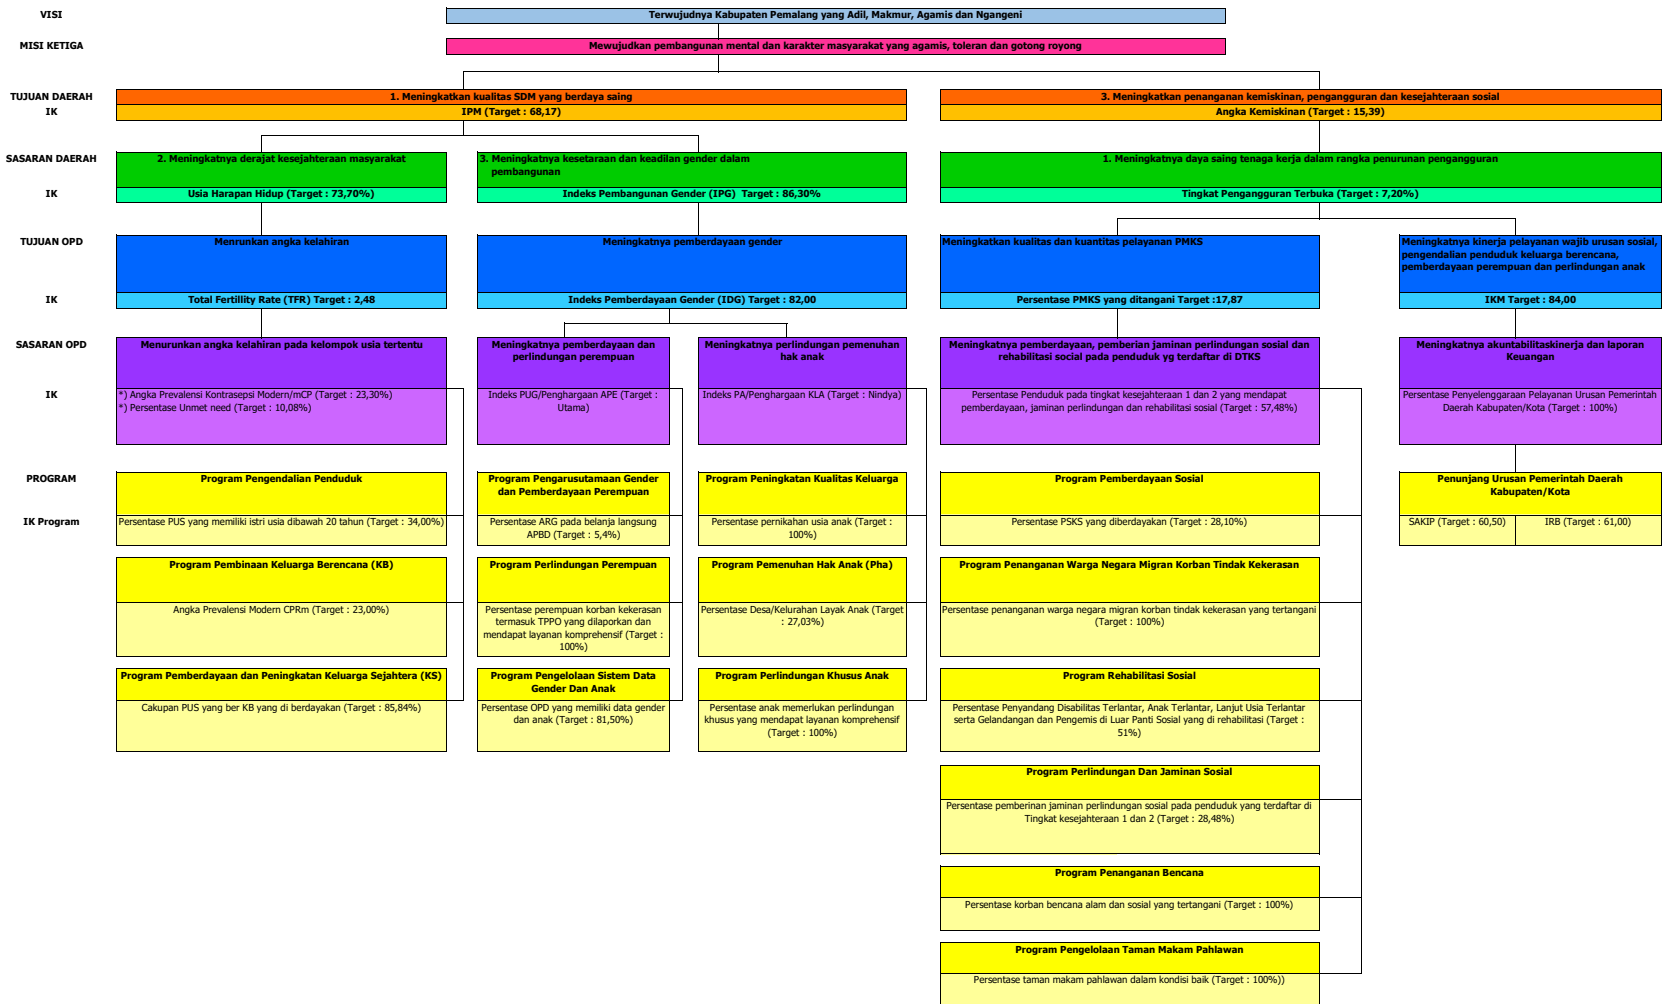 VISI
Terwujudnya Kabupaten Pemalang yang Adil, Makmur, Agamis dan Ngangeni
MISI KETIGA
Mewujudkan pembangunan mental dan karakter masyarakat yang agamis, toleran dan gotong royong
TUJUAN DAERAH
1. Meningkatkan kualitas SDM yang berdaya saing
3. Meningkatkan penanganan kemiskinan, pengangguran dan kesejahteraan sosial
IK
IPM (Target : 68,17)
Angka Kemiskinan (Target : 15,39)
SASARAN DAERAH
2. Meningkatnya derajat kesejahteraan masyarakat
3. Meningkatnya kesetaraan dan keadilan gender dalam
pembangunan
1. Meningkatnya daya saing tenaga kerja dalam rangka penurunan pengangguran
IK
Usia Harapan Hidup (Target : 73,70%)
Indeks Pembangunan Gender (IPG)  Target : 86,30%
Tingkat Pengangguran Terbuka (Target : 7,20%)
TUJUAN OPD
Menrunkan angka kelahiran
Meningkatnya pemberdayaan gender
Meningkatkan kualitas dan kuantitas pelayanan PMKS
Meningkatnya kinerja pelayanan wajib urusan sosial,
pengendalian penduduk keluarga berencana,
pemberdayaan perempuan dan perlindungan anak
IK
Total Fertillity Rate (TFR) Target : 2,48
Indeks Pemberdayaan Gender (IDG) Target : 82,00
Persentase PMKS yang ditangani Target :17,87
IKM Target : 84,00
SASARAN OPD
Menurunkan angka kelahiran pada kelompok usia tertentu
Meningkatnya pemberdayaan dan
perlindungan perempuan
Meningkatnya perlindungan pemenuhan
hak anak
Meningkatnya pemberdayaan, pemberian jaminan perlindungan sosial dan
rehabilitasi social pada penduduk yg terdaftar di DTKS
Meningkatnya akuntabilitaskinerja dan laporan
Keuangan
IK
*) Angka Prevalensi Kontrasepsi Modern/mCP (Target : 23,30%)
*) Persentase Unmet need (Target : 10,08%)
Indeks PUG/Penghargaan APE (Target :
Utama)
Indeks PA/Penghargaan KLA (Target : Nindya)
Persentase Penduduk pada tingkat kesejahteraan 1 dan 2 yang mendapat
pemberdayaan, jaminan perlindungan dan rehabilitasi sosial (Target : 57,48%)
Persentase Penyelenggaraan Pelayanan Urusan Pemerintah
Daerah Kabupaten/Kota (Target : 100%)
PROGRAM
Program Pengendalian Penduduk
Program Pengarusutamaan Gender
dan Pemberdayaan Perempuan
Program Peningkatan Kualitas Keluarga
Program Pemberdayaan Sosial
Penunjang Urusan Pemerintah Daerah
Kabupaten/Kota
IK Program
Persentase PUS yang memiliki istri usia dibawah 20 tahun (Target : 34,00%)
Persentase ARG pada belanja langsung
APBD (Target : 5,4%)
Persentase pernikahan usia anak (Target :
100%)
Persentase PSKS yang diberdayakan (Target : 28,10%)
SAKIP (Target : 60,50)
IRB (Target : 61,00)
Program Pembinaan Keluarga Berencana (KB)
Program Perlindungan Perempuan
Program Pemenuhan Hak Anak (Pha)
Program Penanganan Warga Negara Migran Korban Tindak Kekerasan
Angka Prevalensi Modern CPRm (Target : 23,00%)
Persentase perempuan korban kekerasan
termasuk TPPO yang dilaporkan dan
mendapat layanan komprehensif (Target :
100%)
Persentase Desa/Kelurahan Layak Anak (Target
: 27,03%)
Persentase penanganan warga negara migran korban tindak kekerasan yang tertangani
(Target : 100%)
Program Pemberdayaan dan Peningkatan Keluarga Sejahtera (KS)
Program Pengelolaan Sistem Data
Gender Dan Anak
Program Perlindungan Khusus Anak
Program Rehabilitasi Sosial
Cakupan PUS yang ber KB yang di berdayakan (Target : 85,84%)
Persentase OPD yang memiliki data gender
dan anak (Target : 81,50%)
Persentase anak memerlukan perlindungan
khusus yang mendapat layanan komprehensif
(Target : 100%)
Persentase Penyandang Disabilitas Terlantar, Anak Terlantar, Lanjut Usia Terlantar
serta Gelandangan dan Pengemis di Luar Panti Sosial yang di rehabilitasi (Target :
51%)
Program Perlindungan Dan Jaminan Sosial
Persentase pemberinan jaminan perlindungan sosial pada penduduk yang terdaftar di
Tingkat kesejahteraan 1 dan 2 (Target : 28,48%)
Program Penanganan Bencana
Persentase korban bencana alam dan sosial yang tertangani (Target : 100%)
Program Pengelolaan Taman Makam Pahlawan
Persentase taman makam pahlawan dalam kondisi baik (Target : 100%))